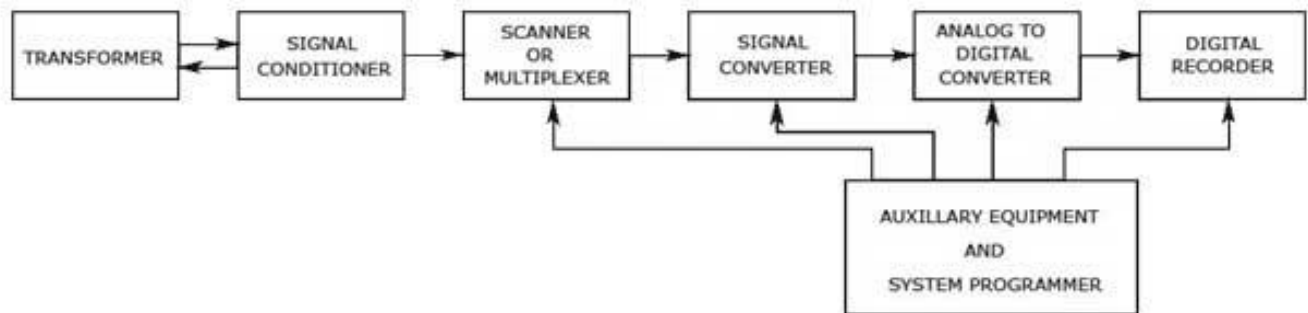 TRANSFORMER
SIGNAL
CONDITIONER
SCANNER
OR
MULTIPLEXER
SIGNAL
CONVERTER
ANALOG TO
DIGITAL
CONVERTER
DIGITAL
RECORDER
AUXILLARY EQUIPMENT
AND
SYSTEM PROGRAMMER